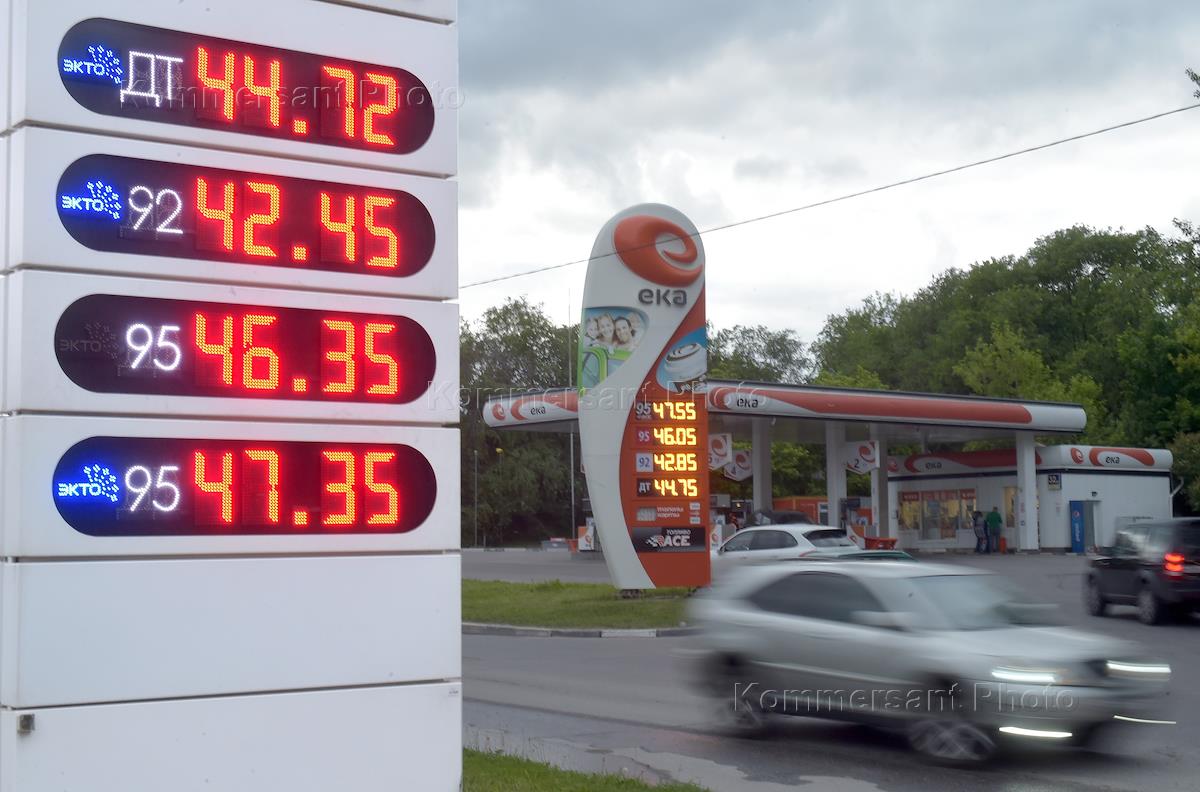 ЭКТО ДТ 44.72
ЭКТО 92 42.45
ЭКТО 95 46.35
ЭКТО 95 47.35
ека
95 47.55
95 46.05
92 42.85
ДТ 44.75
топливо
ACE
ека
ека
ека
ека
Kommersant Photo
Kommersant Photo
Kommersant Photo